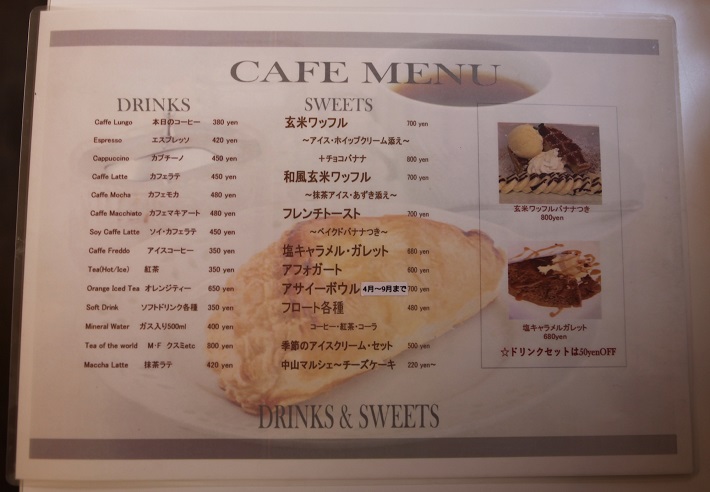 CAFE MENU
DRINKS
Caffe Lungo 本日のコーヒー 380 yen
Espresso エスプレッソ 420 yen
Cappuccino カプチーノ 450 yen
Caffe Latte カフェラテ 450 yen
Caffe Mocha カフェモカ 480 yen
Caffe Macchiato カフェマキアート 480 yen
Soy Caffe Latte ソイ・カフェラテ 450 yen
Caffe Freddo アイスコーヒー 350 yen
Tea(Hot/Ice) 紅茶 350 yen
Orange Iced Tea オレンジティー 650 yen
Soft Drink ソフトドリンク各種 350 yen
Mineral Water ガス入り500ml 400 yen
Tea of the world M·F クスミetc 800 yen
Maccha Latte 抹茶ラテ 420 yen
SWEETS
玄米ワッフル 700 yen
～アイス・ホイップクリーム添え～
＋チョコバナナ 800 yen
和風玄米ワッフル 700 yen
～抹茶アイス・あずき添え～
フレンチトースト 700 yen
～ベイクドバナナつき～
塩キャラメル・ガレット 680 yen
アフォガート 600 yen
アサイーボウル 4月～9月まで 700 yen
フロート各種 480 yen
コーヒー・紅茶・コーラ
季節のアイスクリーム・セット 500 yen
中山マルシェ～チーズケーキ 220 yen~
玄米ワッフルバナナつき
800yen
塩キャラメルガレット
680yen
☆ドリンクセットは50yenOFF
DRINKS & SWEETS